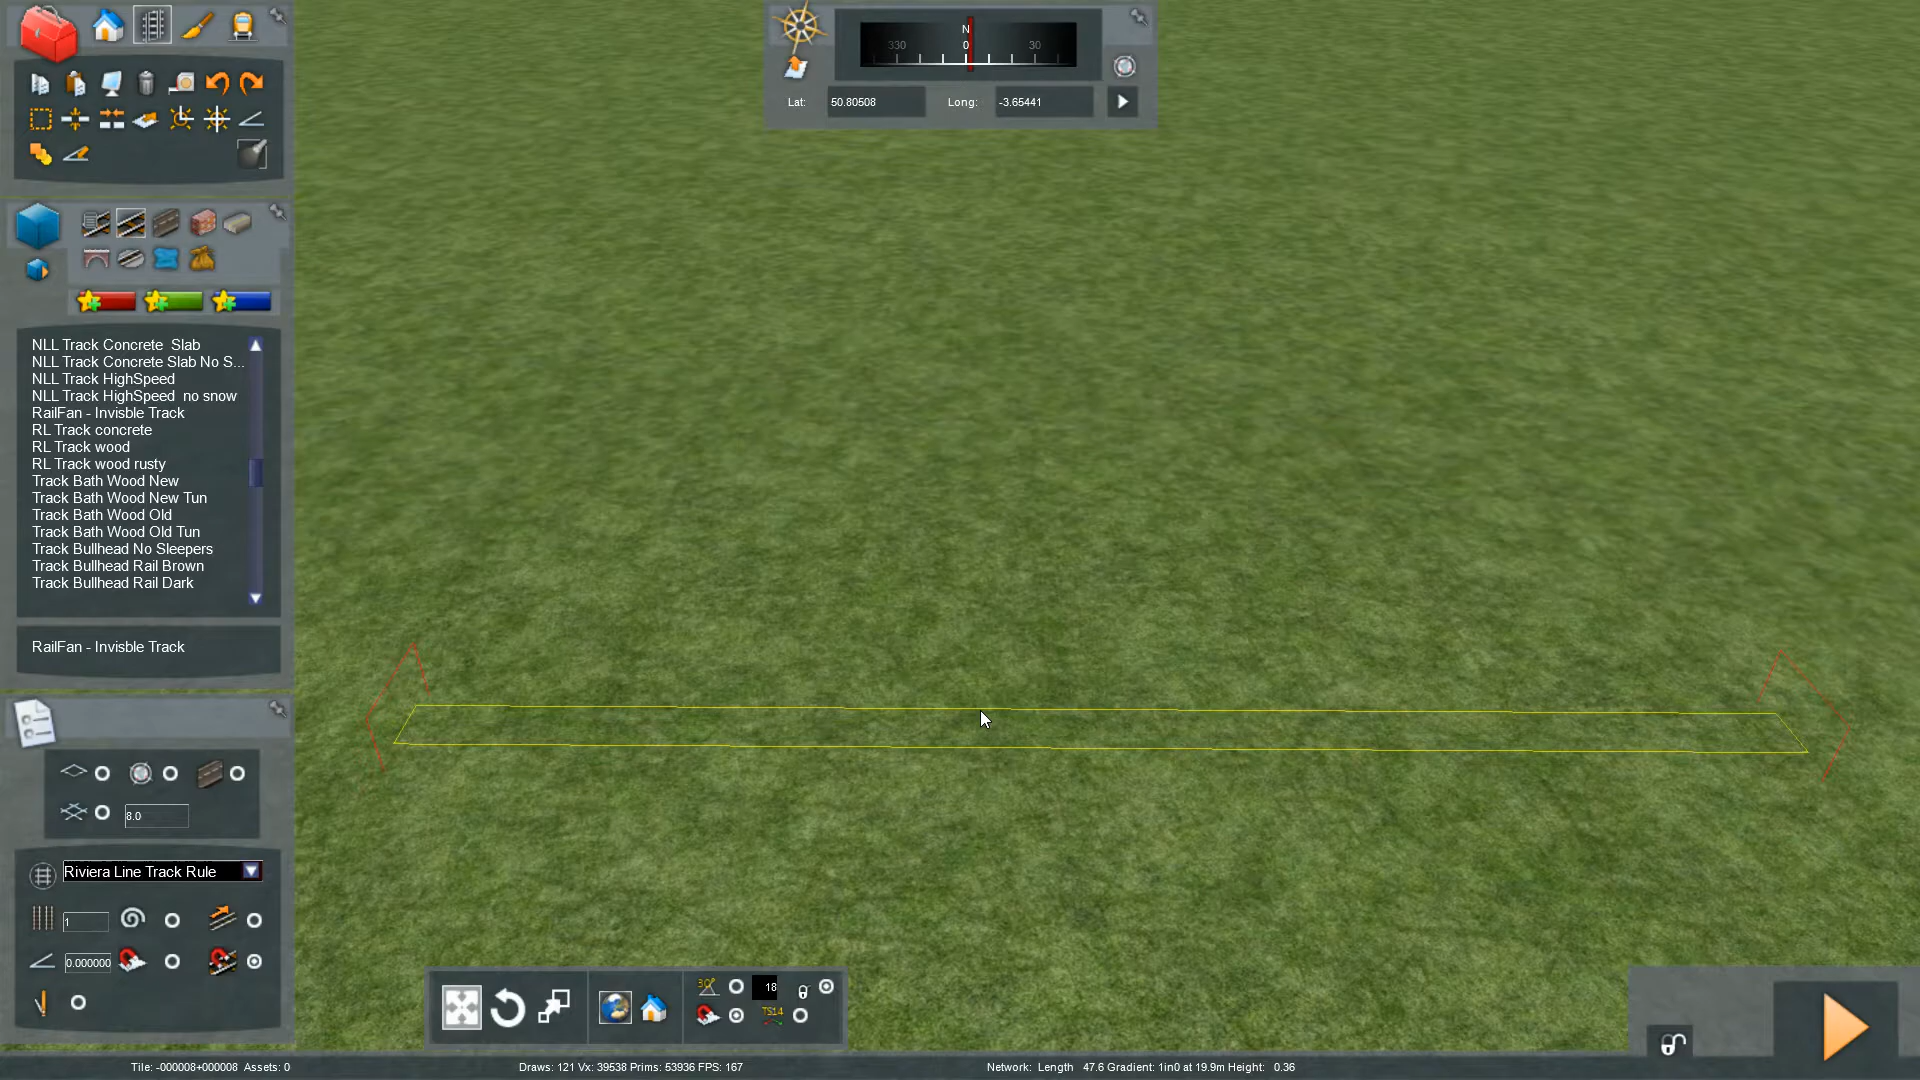 N
330 0 30
Lat: 50.80508 Long: -3.65441
NLL Track Concrete  Slab
NLL Track Concrete Slab No S...
NLL Track HighSpeed
NLL Track HighSpeed  no snow
RailFan - Invisble Track
RL Track concrete
RL Track wood
RL Track wood rusty
Track Bath Wood New
Track Bath Wood New Tun
Track Bath Wood Old
Track Bath Wood Old Tun
Track Bullhead No Sleepers
Track Bullhead Rail Brown
Track Bullhead Rail Dark
RailFan - Invisble Track
8.0
Riviera Line Track Rule
1
0.000000
30° 18
TS14
Tile: -000008+000008  Assets: 0
Draws: 121 Vx: 39538 Prims: 53936 FPS: 167
Network:  Length   47.6 Gradient: 1in0 at 19.9m Height:   0.36